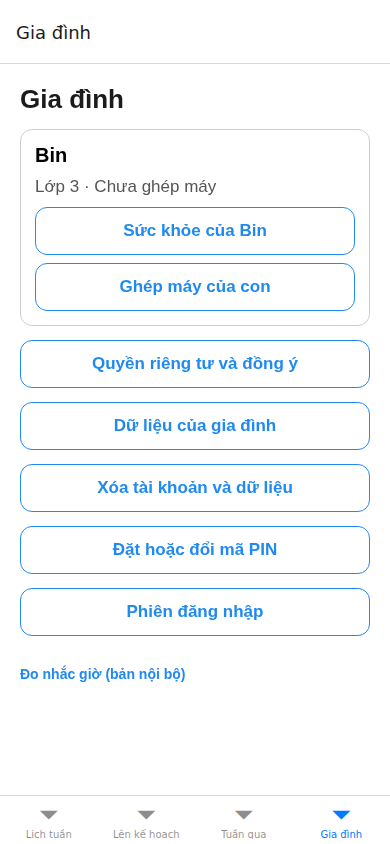 Gia đình
Gia đình
Bin
Lớp 3 · Chưa ghép máy
Sức khỏe của Bin
Ghép máy của con
Quyền riêng tư và đồng ý
Dữ liệu của gia đình
Xóa tài khoản và dữ liệu
Đặt hoặc đổi mã PIN
Phiên đăng nhập
Đo nhắc giờ (bản nội bộ)
Lịch tuần
Lên kế hoạch
Tuần qua
Gia đình